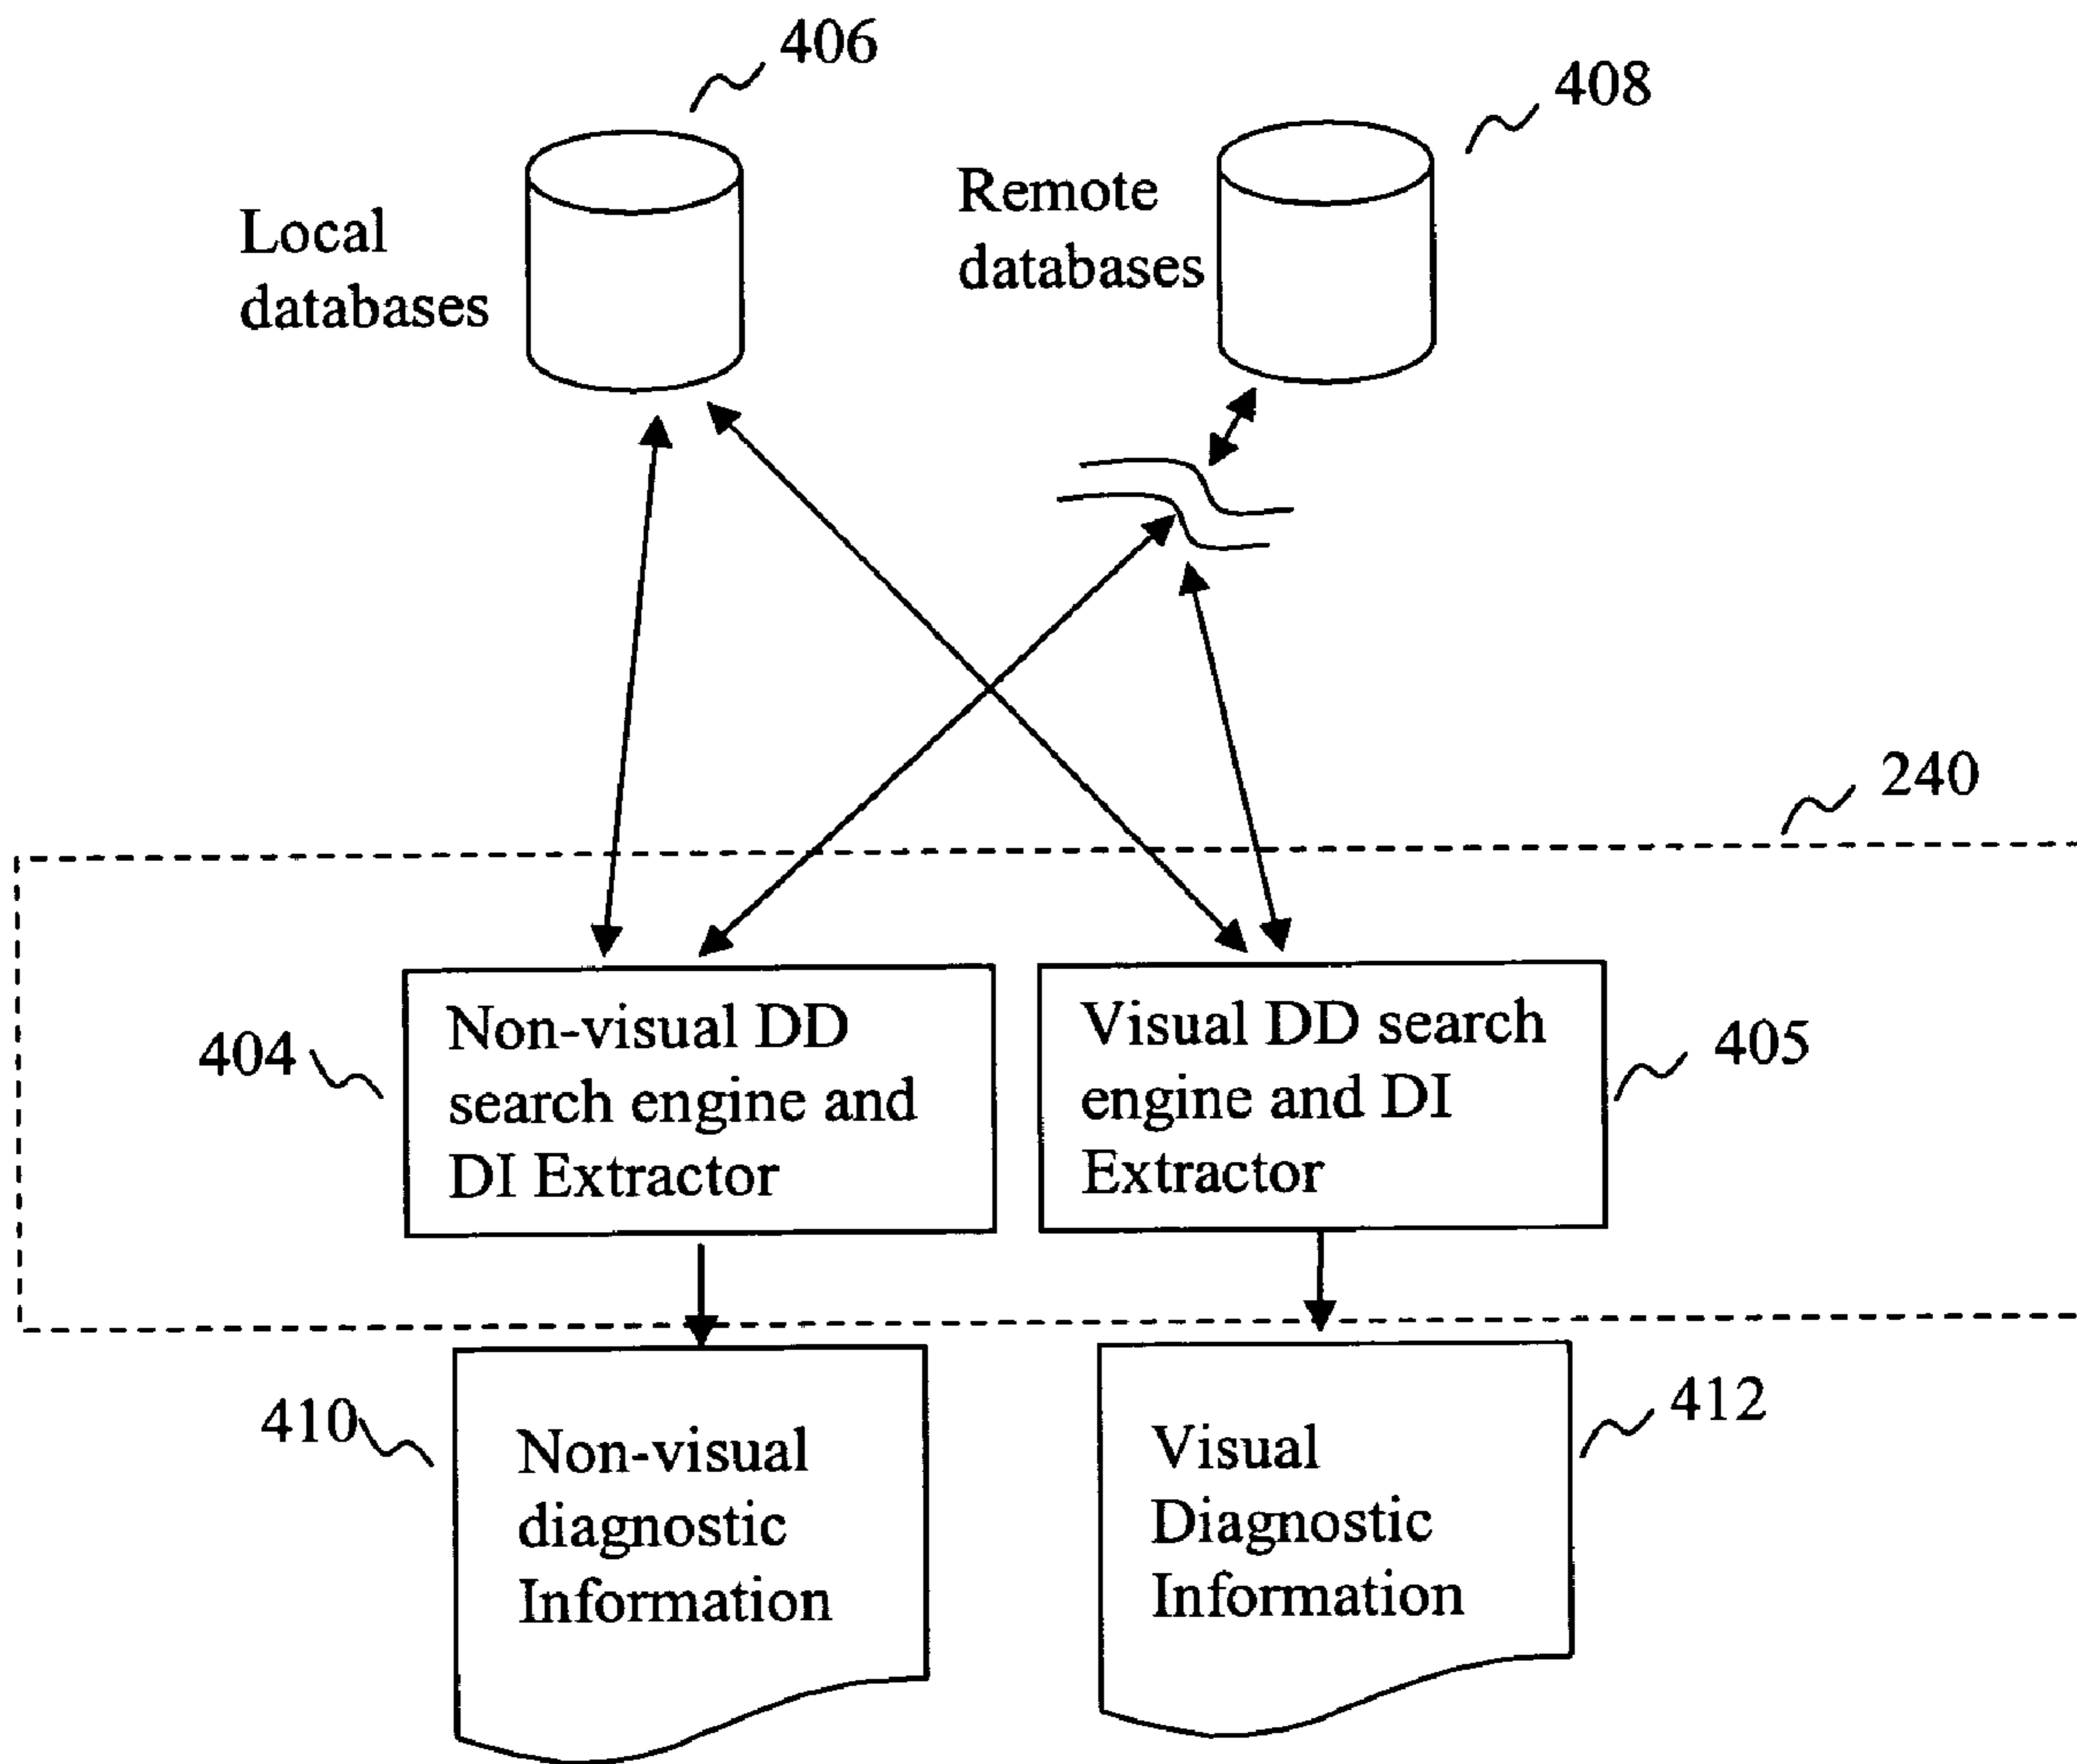 406
408
Local
databases
Remote
databases
240
404
Non-visual DD
search engine and
DI Extractor
Visual DD search
engine and DI
Extractor
405
410
Non-visual
diagnostic
Information
Visual
Diagnostic
Information
412